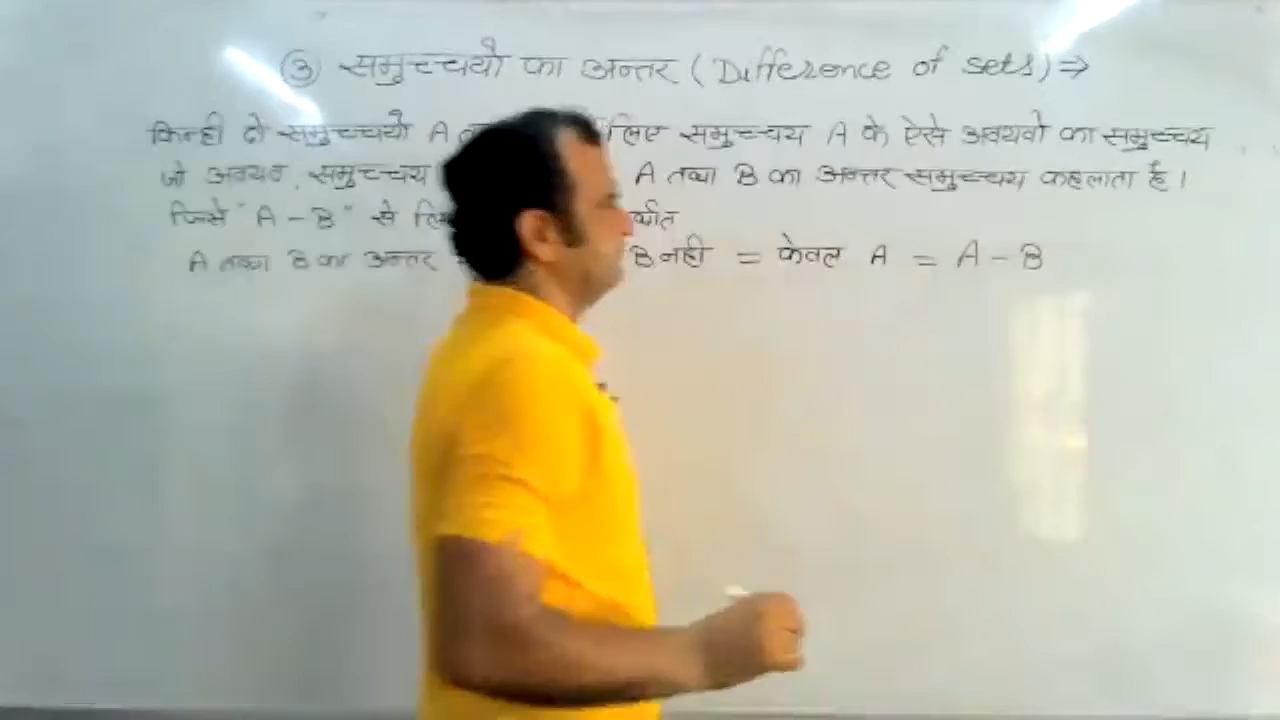 ③ समुच्चयो का अन्तर (Difference of sets) ⇒
किन्ही दो समुच्चयो A लिए समुच्चय A के ऐसे अवयवो का समुच्चय
जो अवयव, समुच्चय A तथा B का अन्तर समुच्चय कहलाता है।
जिसे "A - B" से
A तथा B का अन्तर B नही = केवल A = A - B